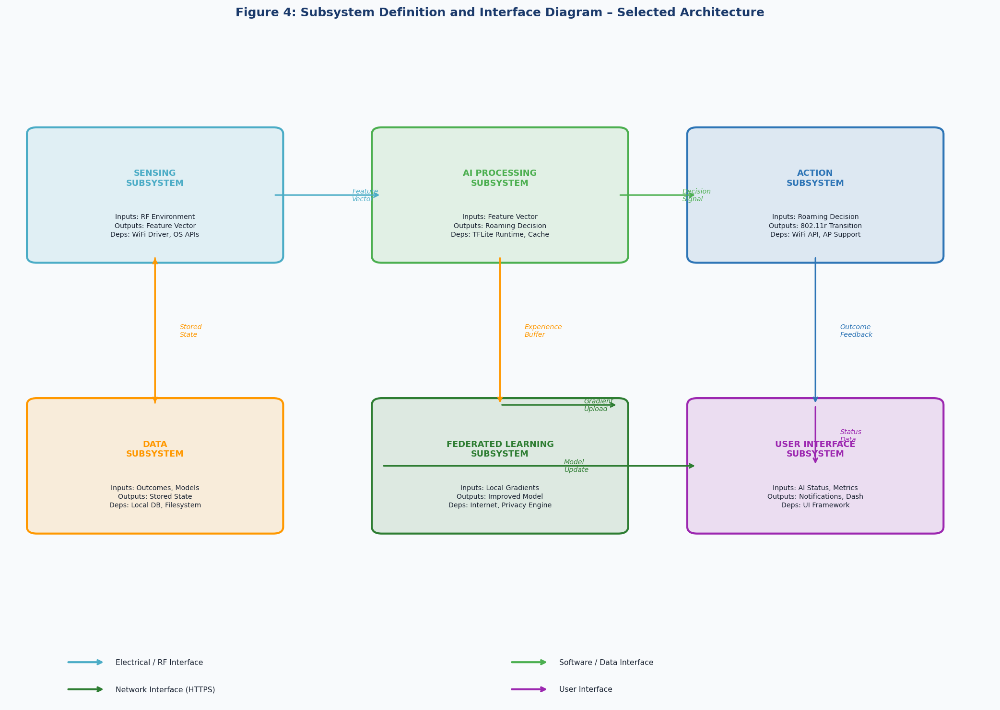 Figure 4: Subsystem Definition and Interface Diagram – Selected Architecture
SENSING
SUBSYSTEM
Inputs: RF Environment
Outputs: Feature Vector
Deps: WiFi Driver, OS APIs
Feature
Vector
AI PROCESSING
SUBSYSTEM
Inputs: Feature Vector
Outputs: Roaming Decision
Deps: TFLite Runtime, Cache
Decision
Signal
ACTION
SUBSYSTEM
Inputs: Roaming Decision
Outputs: 802.11r Transition
Deps: WiFi API, AP Support
Stored
State
Experience
Buffer
Outcome
Feedback
DATA
SUBSYSTEM
Inputs: Outcomes, Models
Outputs: Stored State
Deps: Local DB, Filesystem
Gradient
Upload
FEDERATED LEARNING
SUBSYSTEM
Model
Update
Inputs: Local Gradients
Outputs: Improved Model
Deps: Internet, Privacy Engine
Status
Data
USER INTERFACE
SUBSYSTEM
Inputs: AI Status, Metrics
Outputs: Notifications, Dash
Deps: UI Framework
Electrical / RF Interface
Software / Data Interface
Network Interface (HTTPS)
User Interface